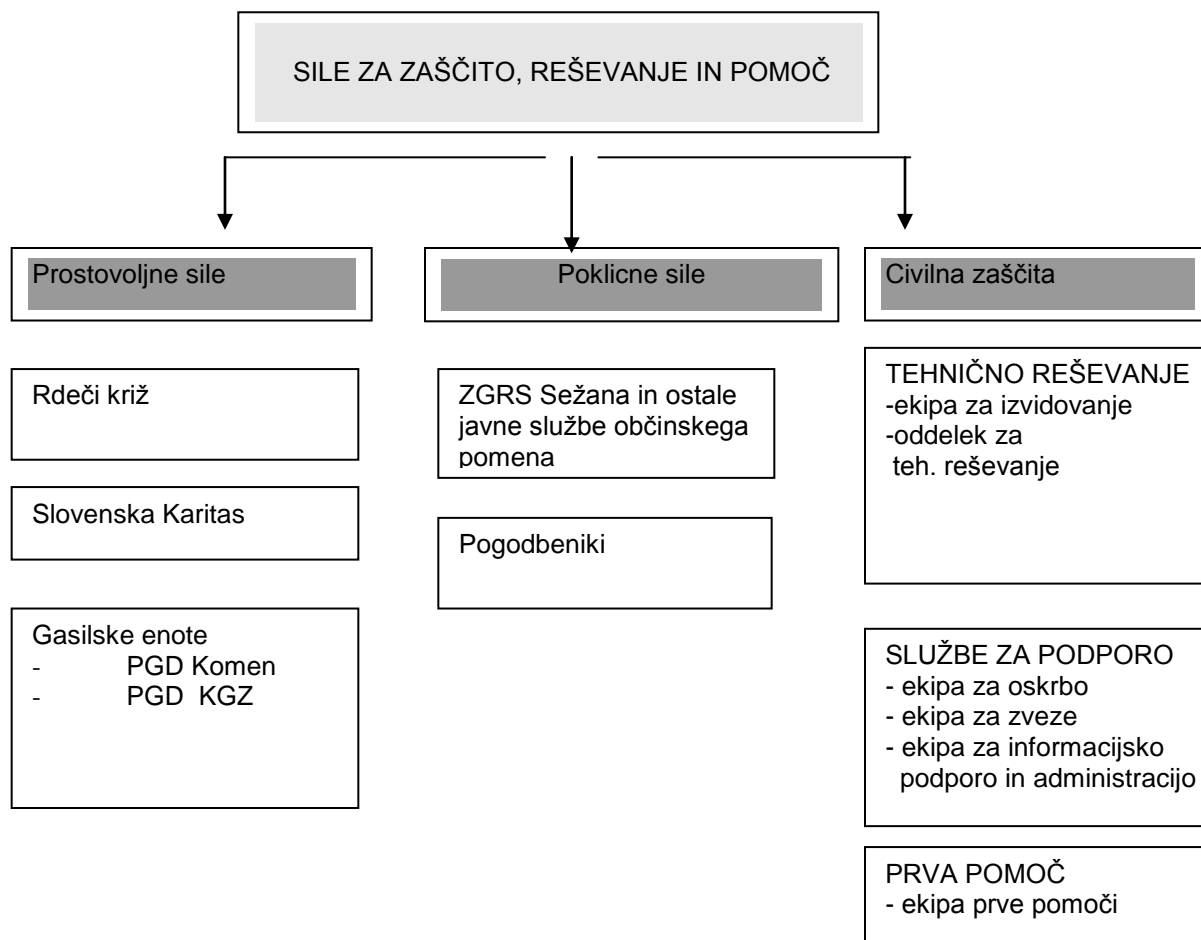 SILE ZA ZAŠČITO, REŠEVANJE IN POMOČ
Prostovoljne sile
Rdeči križ
Slovenska Karitas
Gasilske enote
- PGD Komen
- PGD KGZ
Poklicne sile
ZGRS Sežana in ostale
javne službe občinskega
pomena
Pogodbeniki
Civilna zaščita
TEHNIČNO REŠEVANJE
-ekipa za izvidovanje
-oddelek za
teh. reševanje
SLUŽBE ZA PODPORO
- ekipa za oskrbo
- ekipa za zveze
- ekipa za informacijsko
podporo in administracijo
PRVA POMOČ
- ekipa prve pomoči